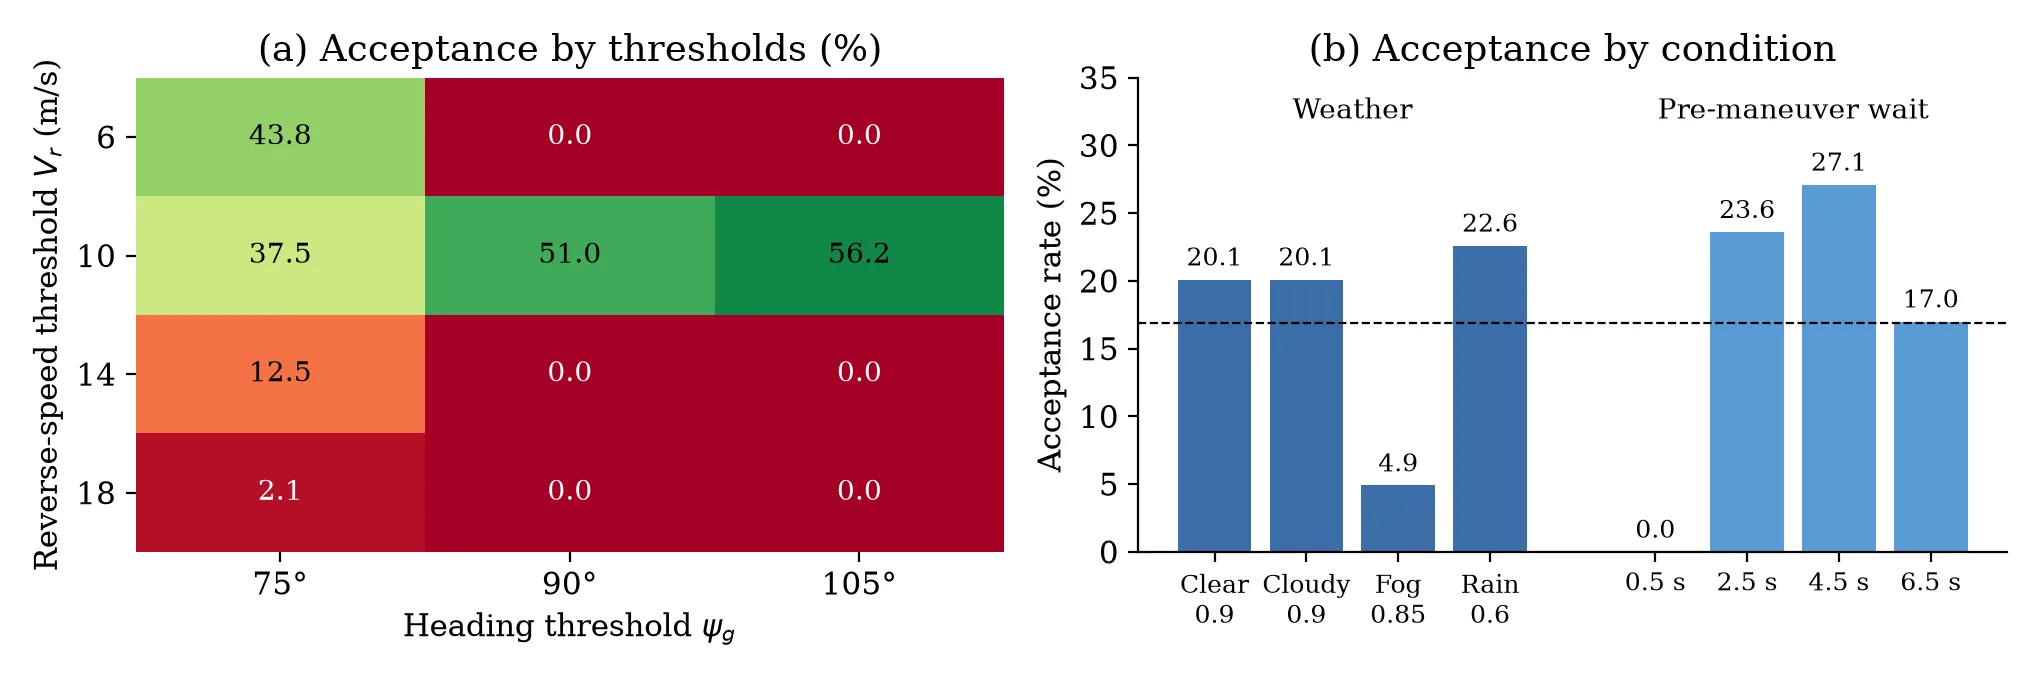 (a) Acceptance by thresholds (%)
Reverse-speed threshold Vr (m/s)
6
10
14
18
43.8 0.0 0.0
37.5 51.0 56.2
12.5 0.0 0.0
2.1 0.0 0.0
75° 90° 105°
Heading threshold ψg
(b) Acceptance by condition
Acceptance rate (%)
35
30
25
20
15
10
5
0
Weather
Pre-maneuver wait
20.1 20.1 4.9 22.6
0.0 23.6 27.1 17.0
Clear Cloudy Fog Rain
0.9 0.9 0.85 0.6
0.5 s 2.5 s 4.5 s 6.5 s